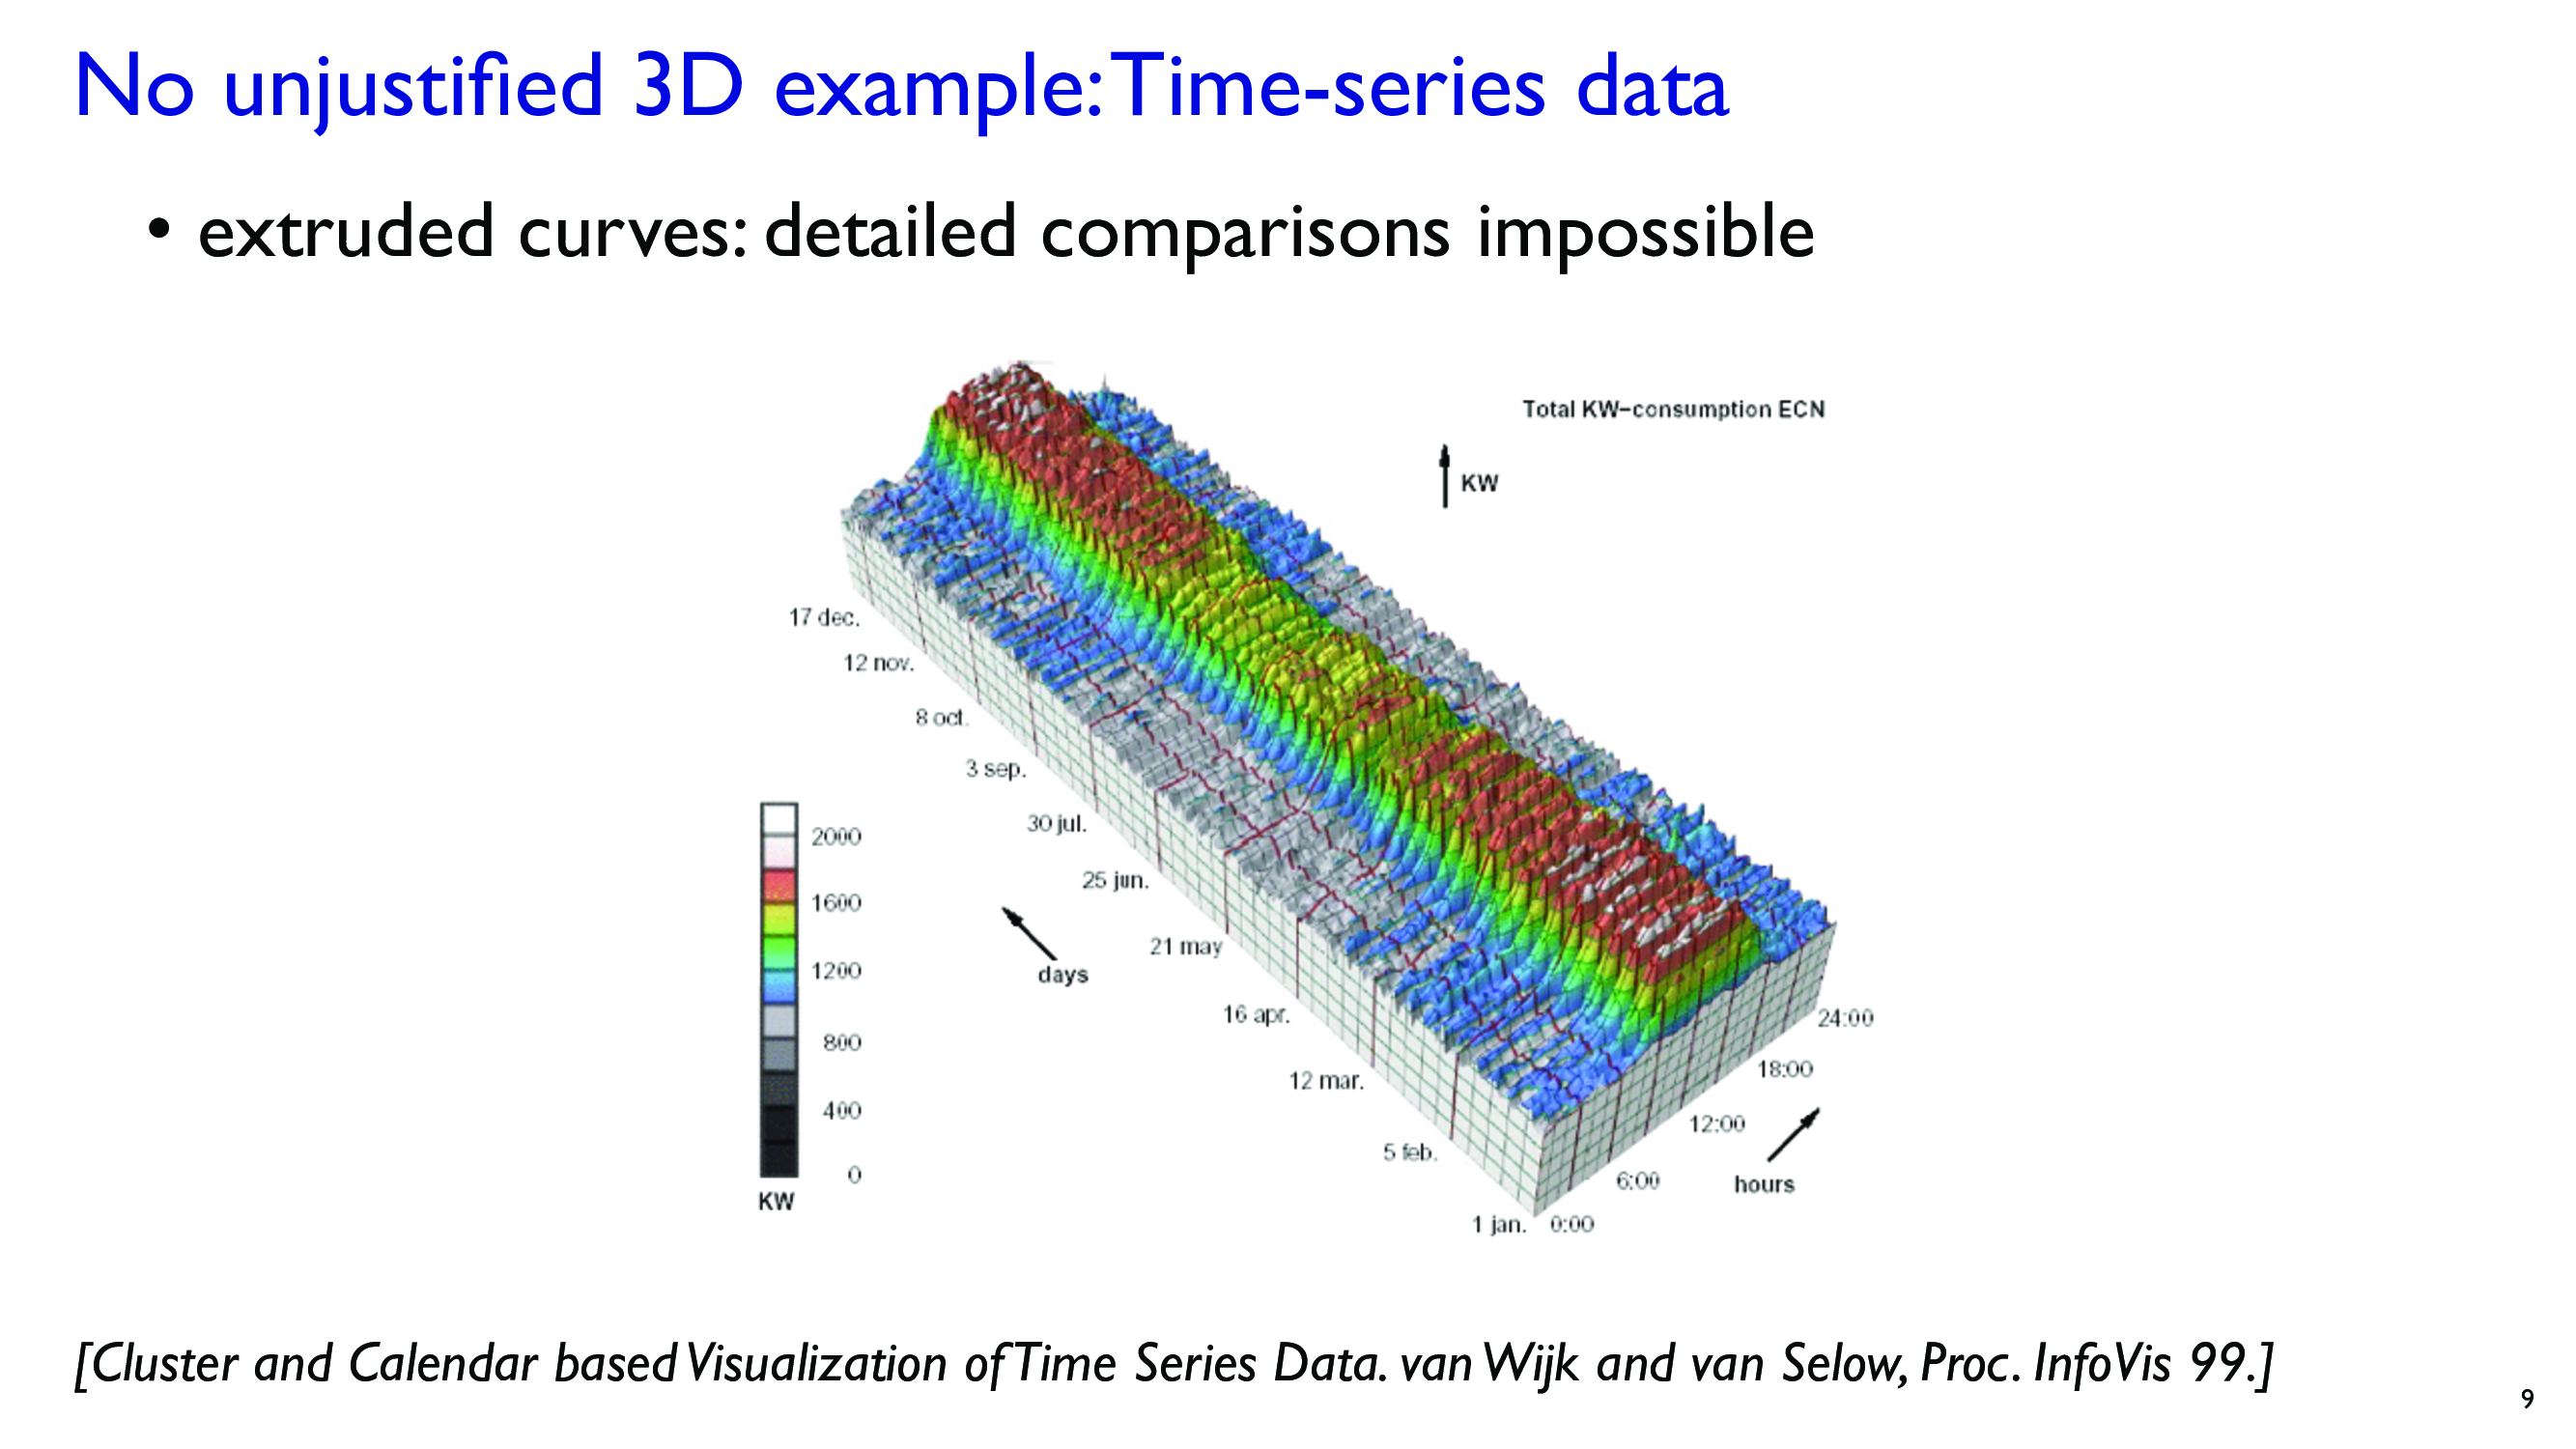 No unjustified 3D example: Time-series data
• extruded curves: detailed comparisons impossible
Total KW-consumption ECN
KW
17 dec.
12 nov.
8 oct.
3 sep.
30 jul.
25 jun.
21 may
16 apr.
12 mar.
5 feb.
1 jan.
days
2000
1600
1200
800
400
0
KW
24:00
18:00
12:00
6:00
0:00
hours
[Cluster and Calendar based Visualization of Time Series Data. van Wijk and van Selow, Proc. InfoVis 99.]
9